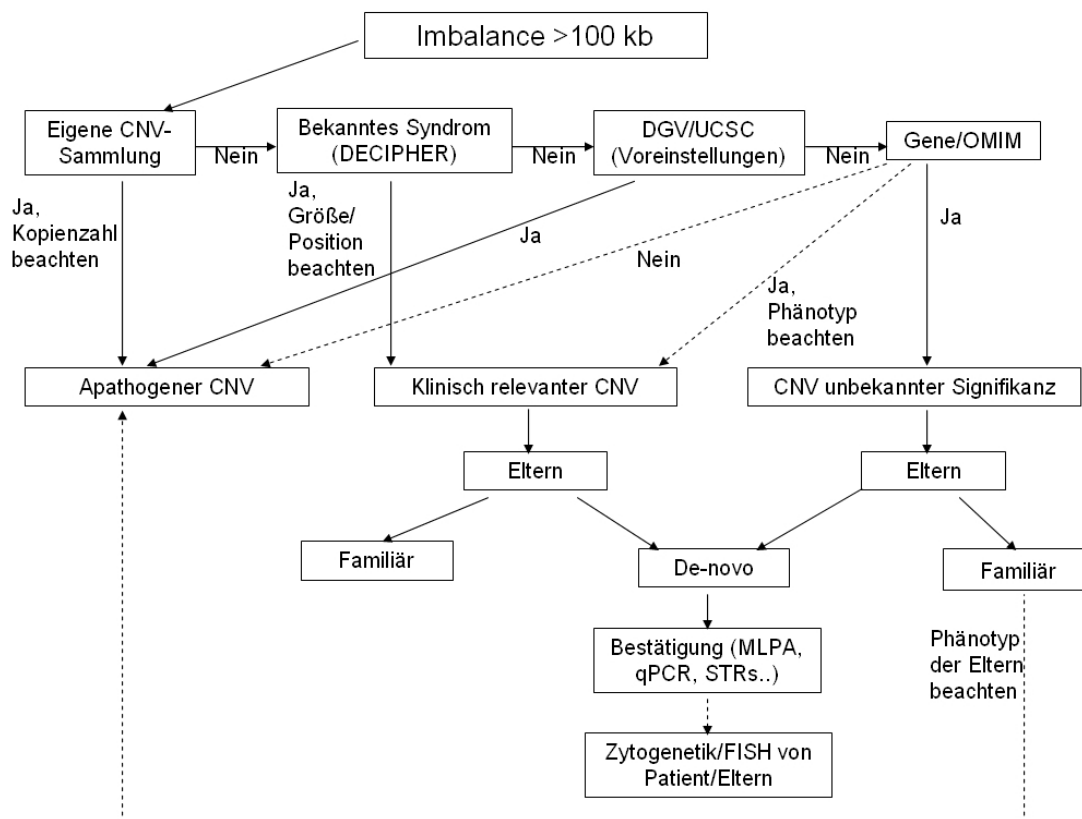 Imbalance >100 kb
Eigene CNV-
Sammlung
Nein
Bekanntes Syndrom
(DECIPHER)
Nein
DGV/UCSC
(Voreinstellungen)
Nein
Gene/OMIM
Ja,
Kopienzahl
beachten
Ja,
Größe/
Position
beachten
Ja
Nein
Ja,
Phänotyp
beachten
Ja
Apathogener CNV
Klinisch relevanter CNV
CNV unbekannter Signifikanz
Eltern
Eltern
Familiär
De-novo
Familiär
Bestätigung (MLPA,
qPCR, STRs..)
Phänotyp
der Eltern
beachten
Zytogenetik/FISH von
Patient/Eltern